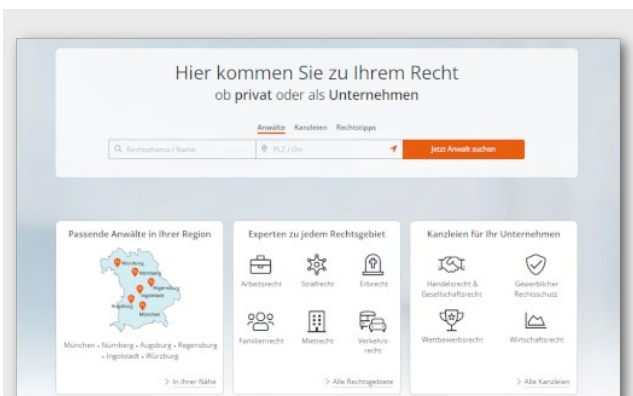 Hier kommen Sie zu Ihrem Recht
ob privat oder als Unternehmen
Anwälte Kanzleien Rechtstipps
Rechtsthema / Name
PLZ / Ort
Jetzt Anwalt suchen
Passende Anwälte in Ihrer Region
Würzburg
Nürnberg
Regensburg
Ingolstadt
Augsburg
München
München • Nürnberg • Augsburg • Regensburg
• Ingolstadt • Würzburg
> In Ihrer Nähe
Experten zu jedem Rechtsgebiet
Arbeitsrecht Strafrecht Erbrecht
Familienrecht Mietrecht Verkehrs-
recht
> Alle Rechtsgebiete
Kanzleien für Ihr Unternehmen
Handelsrecht &
Gesellschaftsrecht
Gewerblicher
Rechtsschutz
Wettbewerbsrecht Wirtschaftsrecht
> Alle Kanzleien